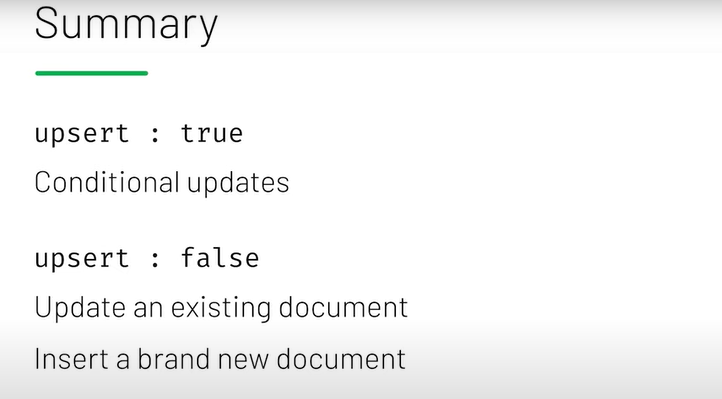 Summary
upsert : true
Conditional updates
upsert : false
Update an existing document
Insert a brand new document